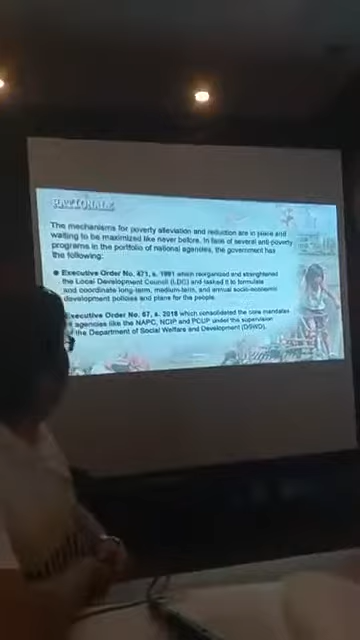 RATIONALE
The mechanisms for poverty alleviation and reduction are in place and
waiting to be maximized like never before. In lieu of several anti-poverty
programs in the portfolio of national agencies, the government has
the following:
Executive Order No. 471, s. 1991 which reorganized and strengthened
the Local Development Council (LDC) and tasked it to formulate
and coordinate long-term, medium-term, and annual socio-economic
development policies and plans for the people.
Executive Order No. 67, s. 2018 which consolidated the core mandates
agencies like the NAPC, NCIP and PCUP under the supervision
the Department of Social Welfare and Development (DSWD).